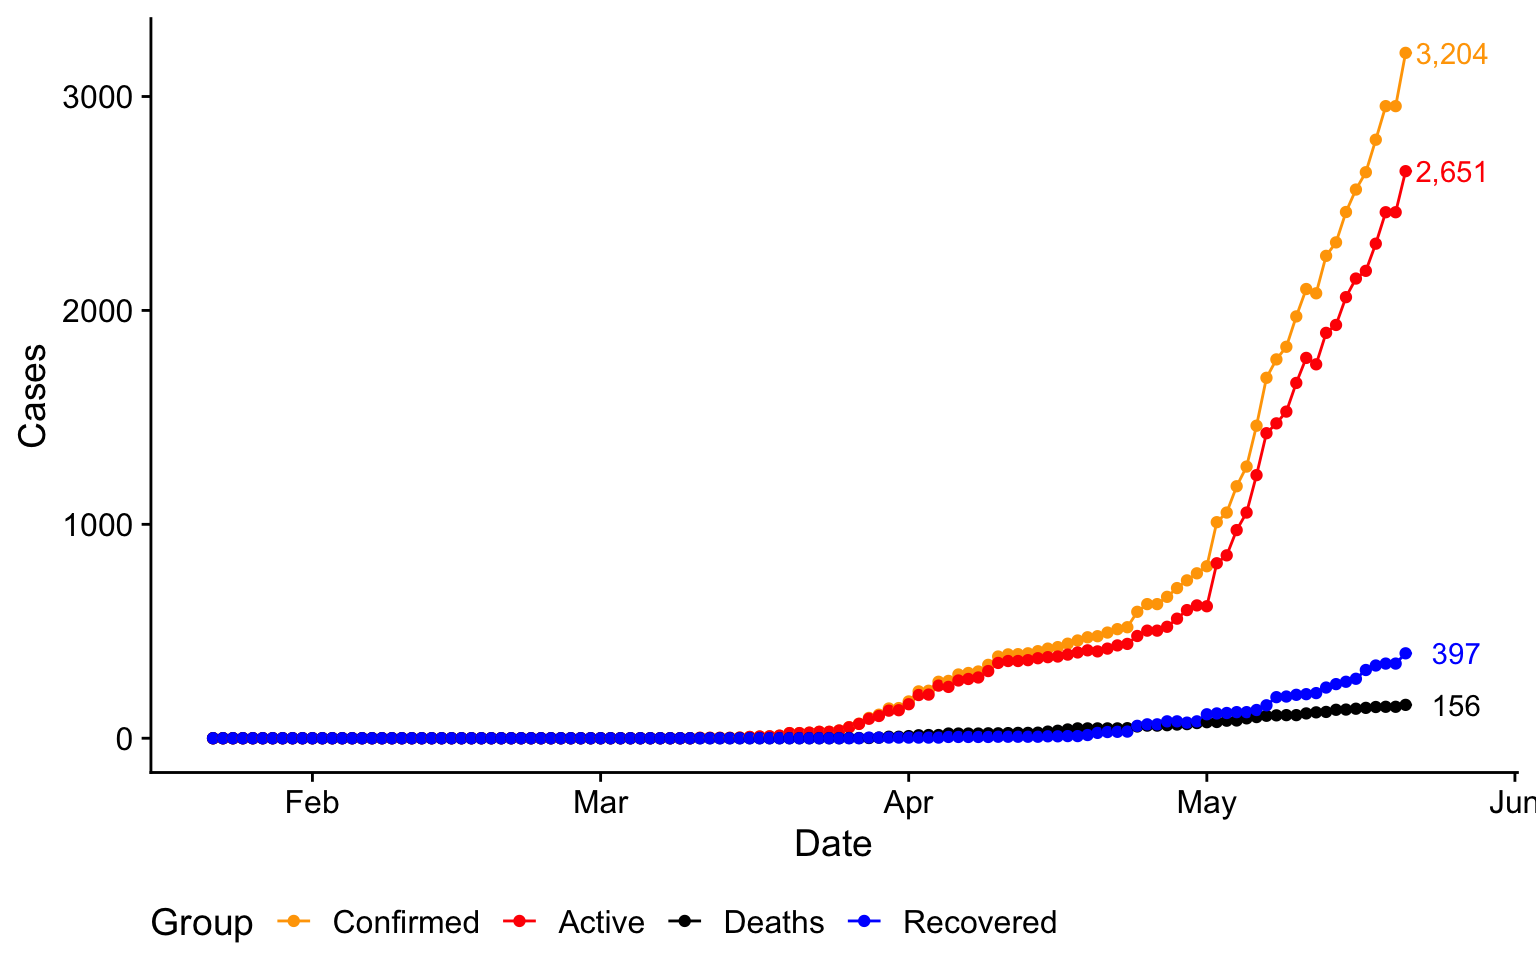 3,204
3000
2,651
2000
Cases
1000
397
156
0
Feb Mar Apr May Jun
Date
Group Confirmed Active Deaths Recovered